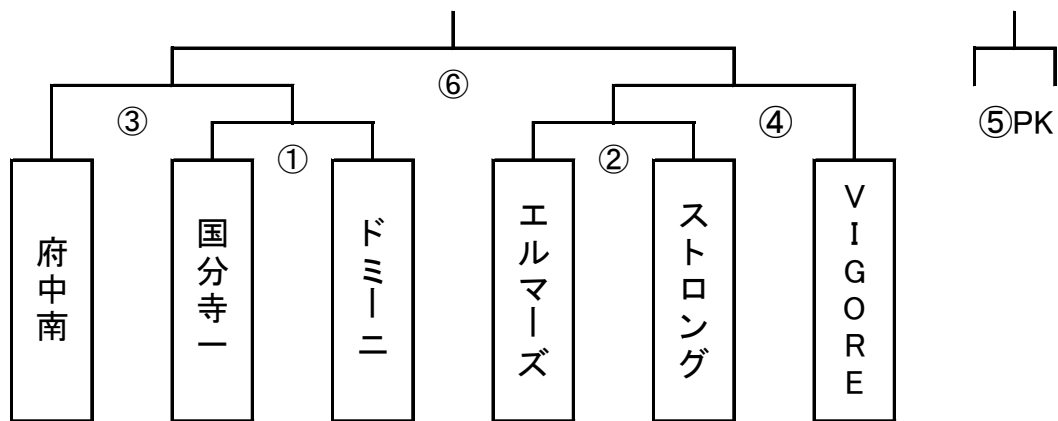 ⑥
③
④
⑤PK
①
②
府中南
国分寺一
ドミーニ
エルマーズ
ストロング
VIGORE